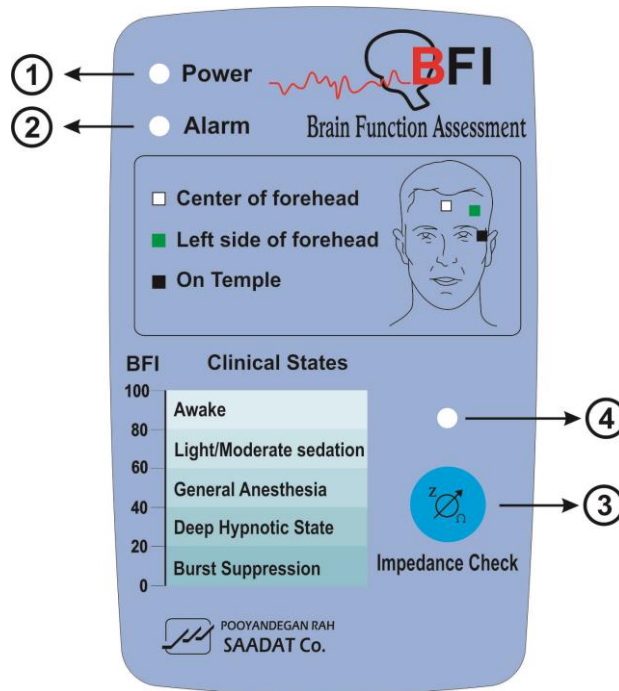 1
Power
BFI
2
Alarm
Brain Function Assessment
Center of forehead
Left side of forehead
On Temple
BFI
Clinical States
100
Awake
80
Light/Moderate sedation
60
General Anesthesia
40
Deep Hypnotic State
20
Burst Suppression
0
4
Z
Ω
3
Impedance Check
POOYANDEGAN RAH
SAADAT Co.